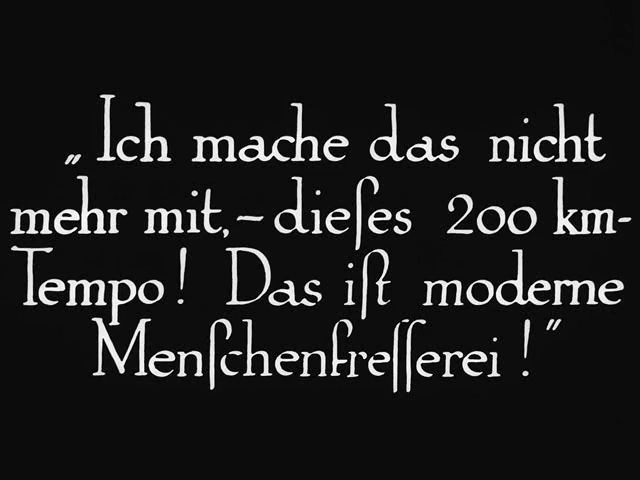 „Ich mache das nicht
mehr mit, – dieſes 200 km-
Tempo! Das iſt moderne
Menſchenfreſſerei!"